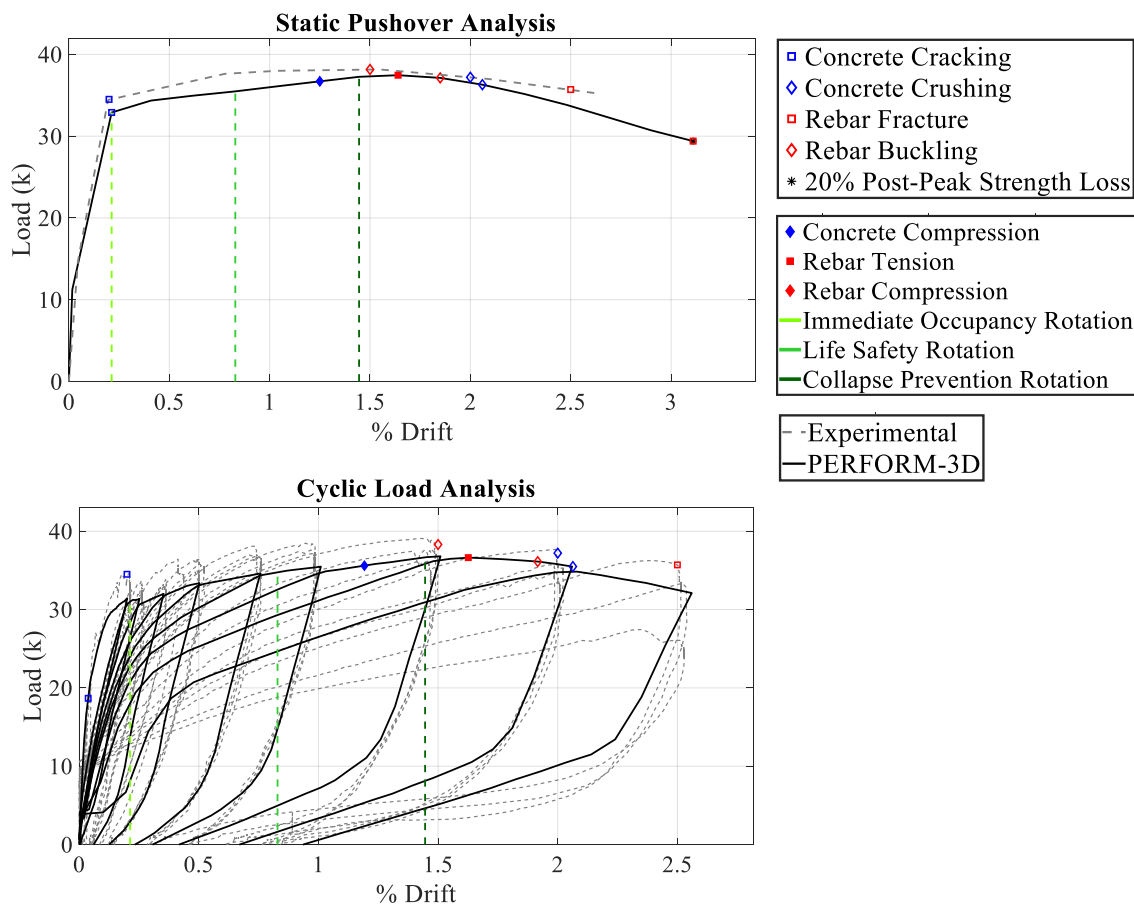 Static Pushover Analysis
40
30
20
10
0
Load (k)
0 0.5 1 1.5 2 2.5 3
% Drift
Concrete Cracking
Concrete Crushing
Rebar Fracture
Rebar Buckling
20% Post-Peak Strength Loss
Concrete Compression
Rebar Tension
Rebar Compression
Immediate Occupancy Rotation
Life Safety Rotation
Collapse Prevention Rotation
Experimental
PERFORM-3D
Cyclic Load Analysis
40
30
20
10
0
Load (k)
0 0.5 1 1.5 2 2.5
% Drift